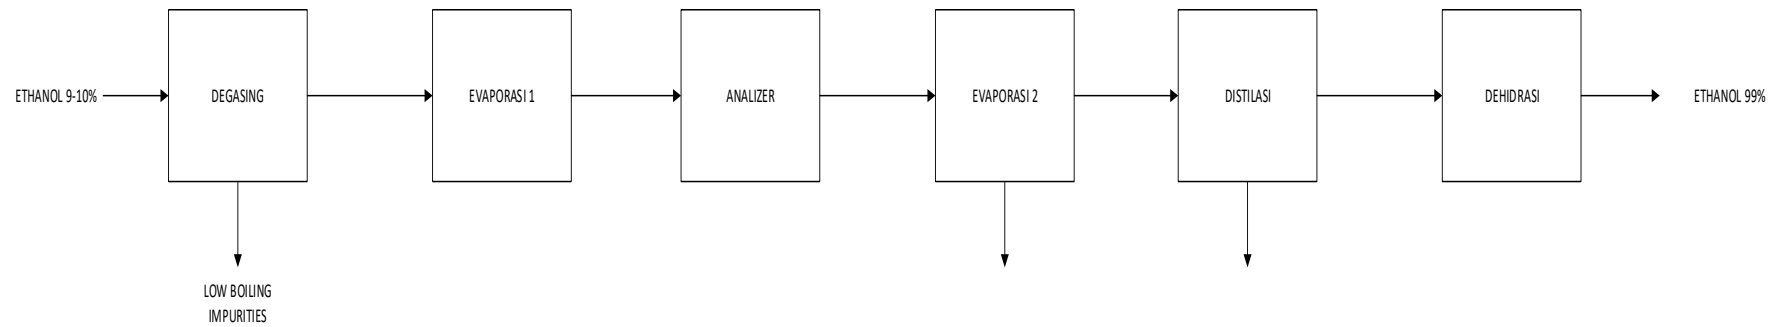 ETHANOL 9-10%
DEGASING
EVAPORASI 1
ANALIZER
EVAPORASI 2
DISTILASI
DEHIDRASI
ETHANOL 99%
LOW BOILING
IMPURITIES